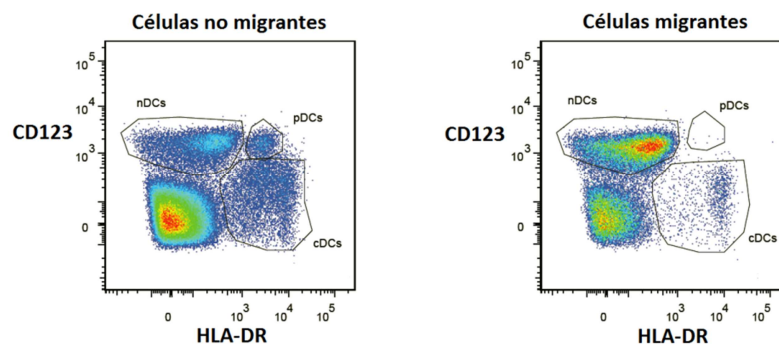 Células no migrantes
CD123
10^5
10^4
10^3
0
nDCs
pDCs
cDCs
0
10^3
10^4
10^5
HLA-DR
Células migrantes
CD123
10^5
10^4
10^3
0
nDCs
pDCs
cDCs
0
10^3
10^4
10^5
HLA-DR